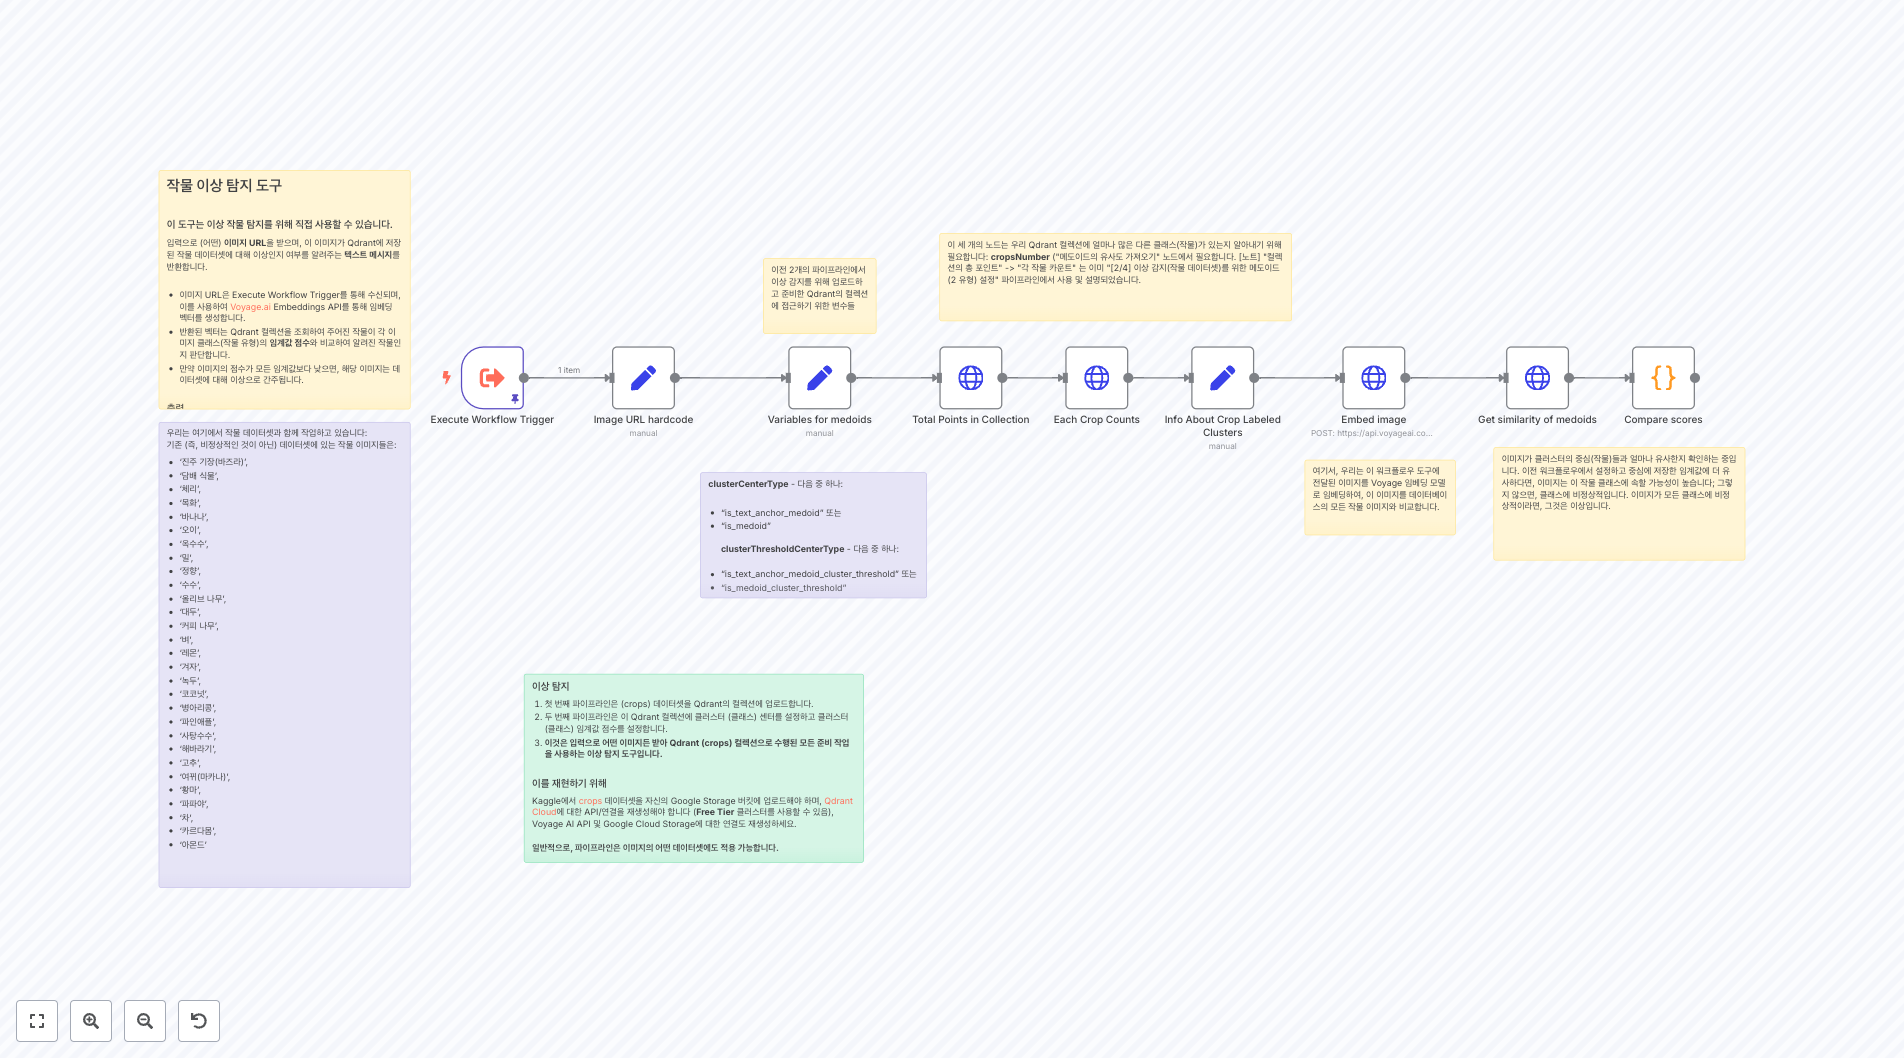 작물 이상 탐지 도구
이 도구는 이상 작물 탐지를 위해 직접 사용할 수 있습니다.
입력으로 (어떤) 이미지 URL을 받으며, 이 이미지가 Qdrant에 저장
된 작물 데이터셋에 대해 이상인지 여부를 알려주는 텍스트 메시지를
반환합니다.
이미지 URL은 Execute Workflow Trigger를 통해 수신되며,
이를 사용하여 Voyage.ai Embeddings API를 통해 임베딩
벡터를 생성합니다.
반환된 벡터는 Qdrant 컬렉션을 조회하여 주어진 작물이 각 이
미지 클래스(작물 유형)의 임계값 점수와 비교하여 알려진 작물인
지 판단합니다.
만약 이미지의 점수가 모든 임계값보다 낮으면, 해당 이미지는 데
이터셋에 대해 이상으로 간주됩니다.
출력
우리는 여기에서 작물 데이터셋과 함께 작업하고 있습니다:
기존 (즉, 비정상적인 것이 아닌) 데이터셋에 있는 작물 이미지들은:
‘진주 기장(바즈라)’,
‘담배 식물’,
‘체리’,
‘목화’,
‘바나나’,
‘오이’,
‘옥수수’,
‘밀’,
‘정향’,
‘수수’,
‘올리브 나무’,
‘대두’,
‘커피 나무’,
‘벼’,
‘레몬’,
‘겨자’,
‘녹두’,
‘코코넛’,
‘병아리콩’,
‘파인애플’,
‘사탕수수’,
‘해바라기’,
‘고추’,
‘여뀌(마카나)’,
‘황마’,
‘파파야’,
‘차’,
‘카르다몸’,
‘아몬드’
이전 2개의 파이프라인에서
이상 감지를 위해 업로드하
고 준비한 Qdrant의 컬렉션
에 접근하기 위한 변수들
이 세 개의 노드는 우리 Qdrant 컬렉션에 얼마나 많은 다른 클래스(작물)가 있는지 알아내기 위해
필요합니다: cropsNumber ("메도이드의 유사도 가져오기" 노드에서 필요합니다. [노트] "컬렉
션의 총 포인트" -> "각 작물 카운트" 는 이미 "[2/4] 이상 감지(작물 데이터셋)를 위한 메도이드
(2 유형) 설정" 파이프라인에서 사용 및 설명되었습니다.
1 item
Execute Workflow Trigger
Image URL hardcode
manual
Variables for medoids
manual
Total Points in Collection
Each Crop Counts
Info About Crop Labeled
Clusters
manual
Embed image
POST: https://api.voyageai.co...
Get similarity of medoids
Compare scores
clusterCenterType - 다음 중 하나:
“is_text_anchor_medoid” 또는
“is_medoid”
clusterThresholdCenterType - 다음 중 하나:
“is_text_anchor_medoid_cluster_threshold” 또는
“is_medoid_cluster_threshold”
여기서, 우리는 이 워크플로우 도구에
전달된 이미지를 Voyage 임베딩 모델
로 임베딩하여, 이 이미지를 데이터베이
스의 모든 작물 이미지와 비교합니다.
이미지가 클러스터의 중심(작물)들과 얼마나 유사한지 확인하는 중입
니다. 이전 워크플로우에서 설정하고 중심에 저장한 임계값에 더 유
사하다면, 이미지는 이 작물 클래스에 속할 가능성이 높습니다; 그렇
지 않으면, 클래스에 비정상적입니다. 이미지가 모든 클래스에 비정
상적이라면, 그것은 이상입니다.
이상 탐지
1. 첫 번째 파이프라인은 (crops) 데이터셋을 Qdrant의 컬렉션에 업로드합니다.
2. 두 번째 파이프라인은 이 Qdrant 컬렉션에 클러스터 (클래스) 센터를 설정하고 클러스터
(클래스) 임계값 점수를 설정합니다.
3. 이것은 입력으로 어떤 이미지든 받아 Qdrant (crops) 컬렉션으로 수행된 모든 준비 작업
을 사용하는 이상 탐지 도구입니다.
이를 재현하기 위해
Kaggle에서 crops 데이터셋을 자신의 Google Storage 버킷에 업로드해야 하며, Qdrant
Cloud에 대한 API/연결을 재생성해야 합니다 (Free Tier 클러스터를 사용할 수 있음),
Voyage AI API 및 Google Cloud Storage에 대한 연결도 재생성하세요.
일반적으로, 파이프라인은 이미지의 어떤 데이터셋에도 적용 가능합니다.